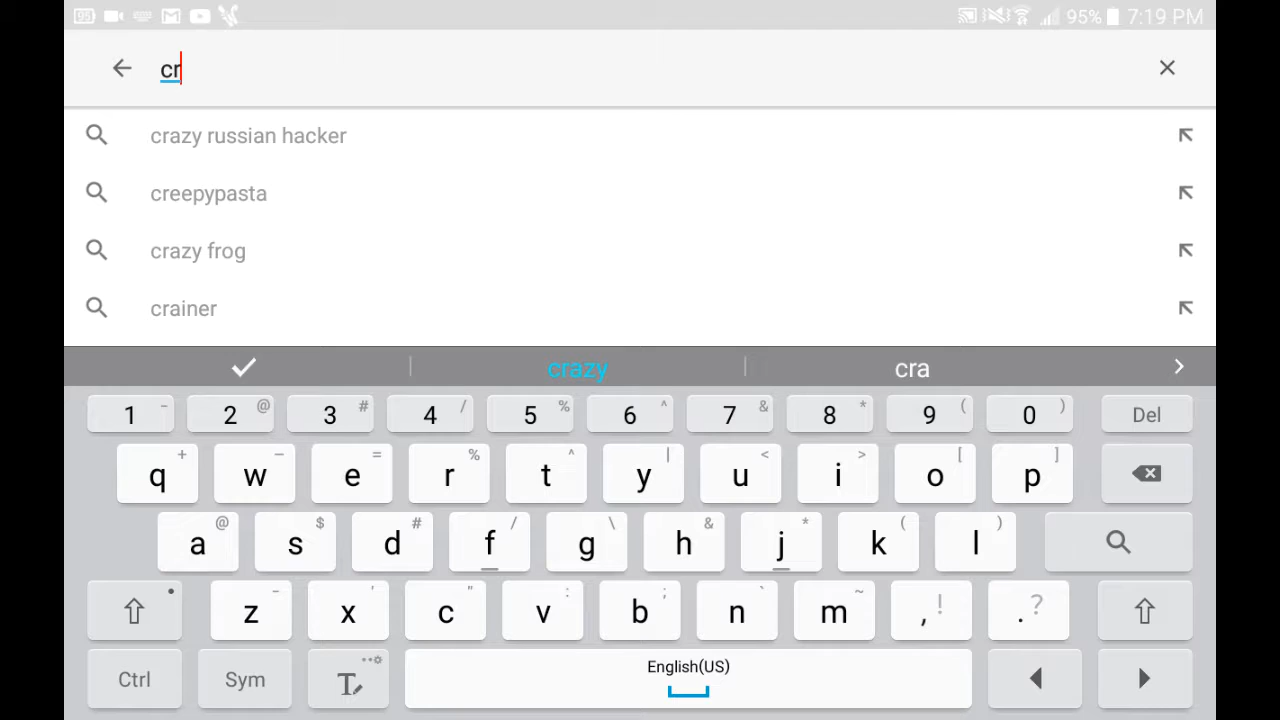 95 95% 7:19 PM
cr
crazy russian hacker
creepypasta
crazy frog
crainer
crazy cra
1 - 2 @ 3 # 4 / 5 % 6 ^ 7 & 8 * 9 ( 0 ) Del
q + w - e = r % t ^ y | u < i > o [ p ]
a @ s $ d # f / g \ h & j * k ( l )
z - x ' c " v : b ; n ` m ~ , ! . ?
Ctrl Sym T English(US)